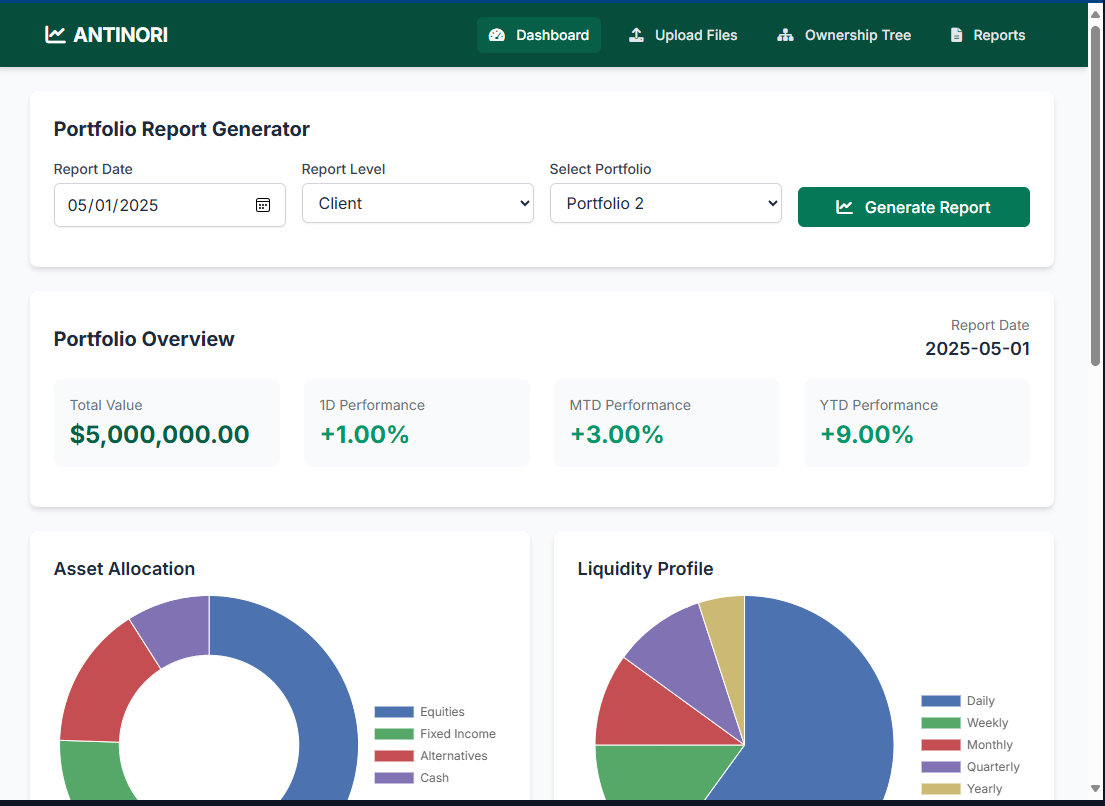 ANTINORI
Dashboard
Upload Files
Ownership Tree
Reports
Portfolio Report Generator
Report Date
Report Level
Select Portfolio
05/01/2025
Client
Portfolio 2
Generate Report
Portfolio Overview
Report Date
2025-05-01
Total Value
$5,000,000.00
1D Performance
+1.00%
MTD Performance
+3.00%
YTD Performance
+9.00%
Asset Allocation
Equities
Fixed Income
Alternatives
Cash
Liquidity Profile
Daily
Weekly
Monthly
Quarterly
Yearly